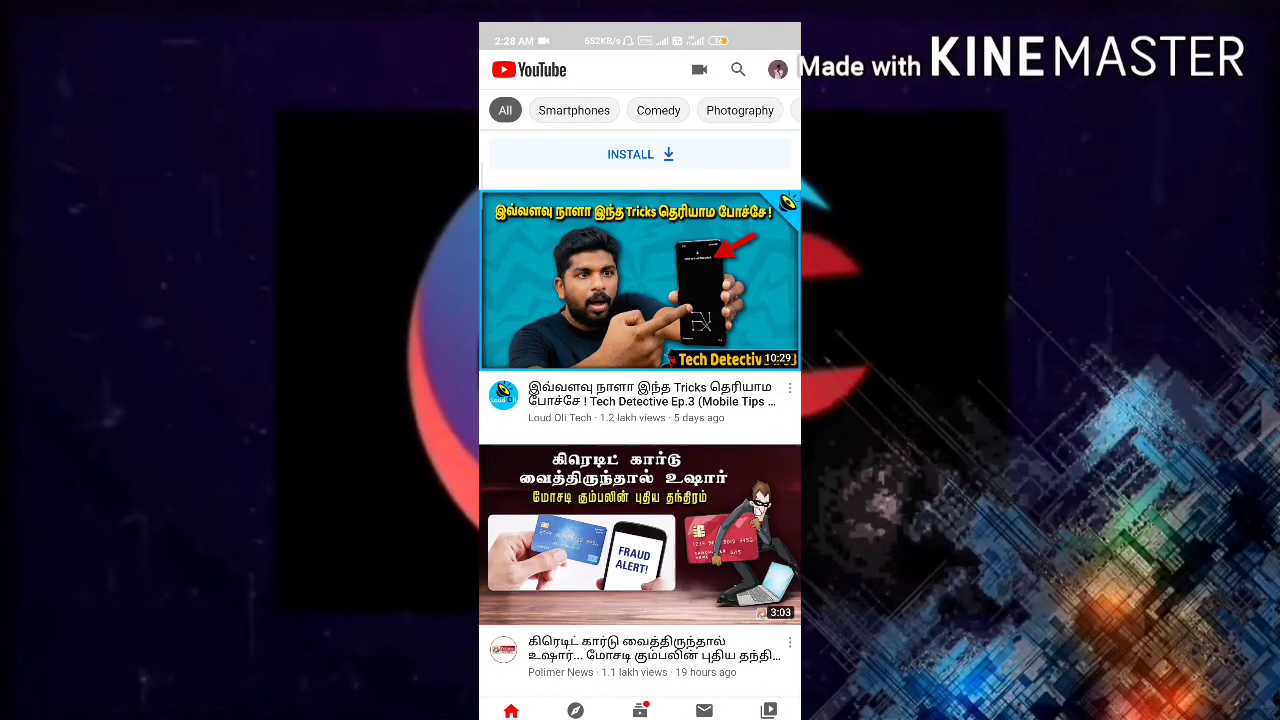 2:28 AM 652KB/s 36
Made with KINEMASTER
YouTube
All Smartphones Comedy Photography
INSTALL
இவ்வளவு நாளா இந்த Tricks தெரியாம போச்சே !
Tech Detective
10:29
இவ்வளவு நாளா இந்த Tricks தெரியாம
போச்சே ! Tech Detective Ep.3 (Mobile Tips ...
Loud Oli Tech · 1.2 lakh views · 5 days ago
கிரெடிட் கார்டு
வைத்திருந்தால் உஷார்
மோசடி கும்பலின் புதிய தந்திரம்
FRAUD
ALERT!
3:03
கிரெடிட் கார்டு வைத்திருந்தால்
உஷார்... மோசடி கும்பலின் புதிய தந்தி...
Polimer News · 1.1 lakh views · 19 hours ago